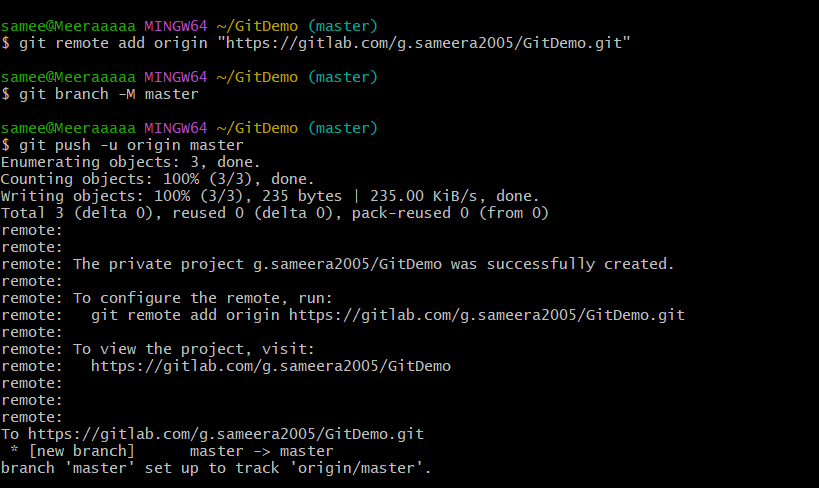 samee@Meeraaaaa MINGW64 ~/GitDemo (master)
$ git remote add origin "https://gitlab.com/g.sameera2005/GitDemo.git"
samee@Meeraaaaa MINGW64 ~/GitDemo (master)
$ git branch -M master
samee@Meeraaaaa MINGW64 ~/GitDemo (master)
$ git push -u origin master
Enumerating objects: 3, done.
Counting objects: 100% (3/3), done.
Writing objects: 100% (3/3), 235 bytes | 235.00 KiB/s, done.
Total 3 (delta 0), reused 0 (delta 0), pack-reused 0 (from 0)
remote:
remote:
remote: The private project g.sameera2005/GitDemo was successfully created.
remote:
remote: To configure the remote, run:
remote:   git remote add origin https://gitlab.com/g.sameera2005/GitDemo.git
remote:
remote: To view the project, visit:
remote:   https://gitlab.com/g.sameera2005/GitDemo
remote:
remote:
remote:
To https://gitlab.com/g.sameera2005/GitDemo.git
 * [new branch]      master -> master
branch 'master' set up to track 'origin/master'.